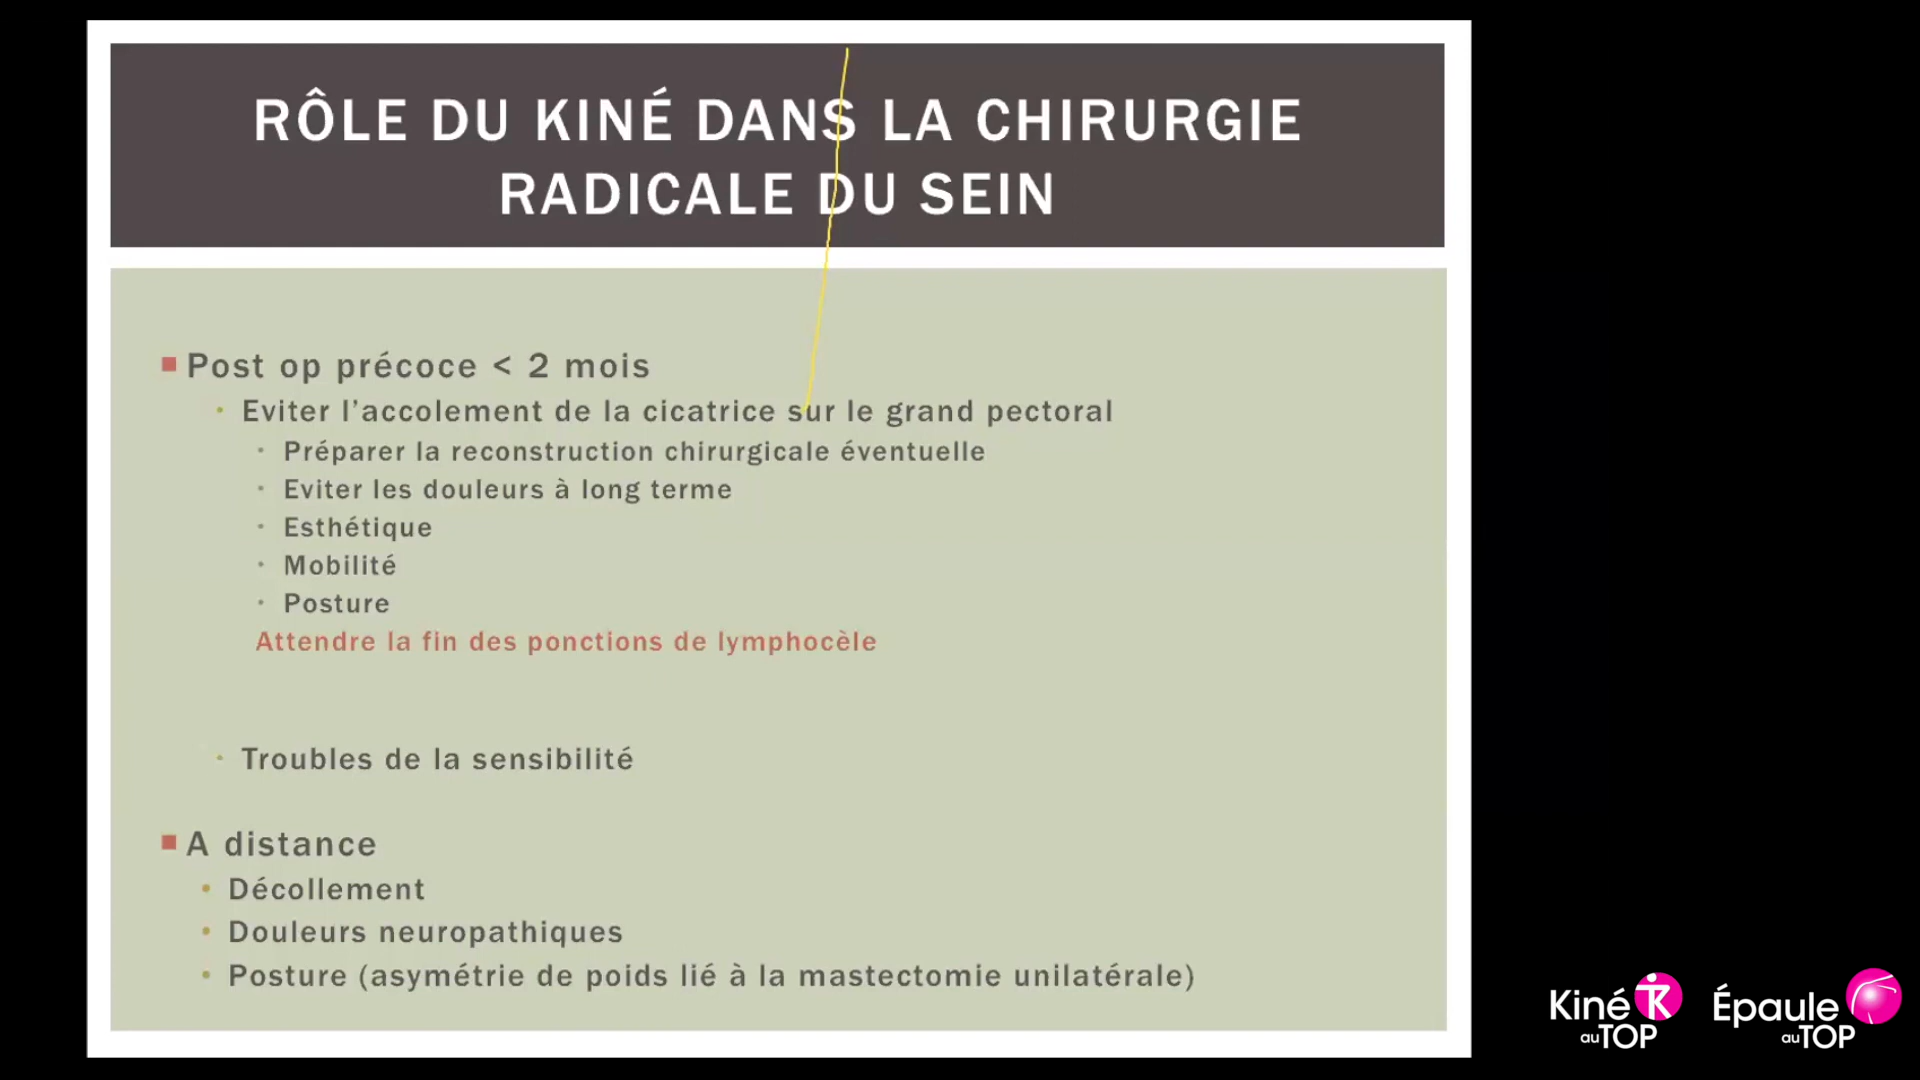 RÔLE DU KINÉ DANS LA CHIRURGIE
RADICALE DU SEIN
Post op précoce < 2 mois
Eviter l’accolement de la cicatrice sur le grand pectoral
Préparer la reconstruction chirurgicale éventuelle
Eviter les douleurs à long terme
Esthétique
Mobilité
Posture
Attendre la fin des ponctions de lymphocèle
Troubles de la sensibilité
A distance
Décollement
Douleurs neuropathiques
Posture (asymétrie de poids lié à la mastectomie unilatérale)
Kiné
au TOP
Épaule
au TOP